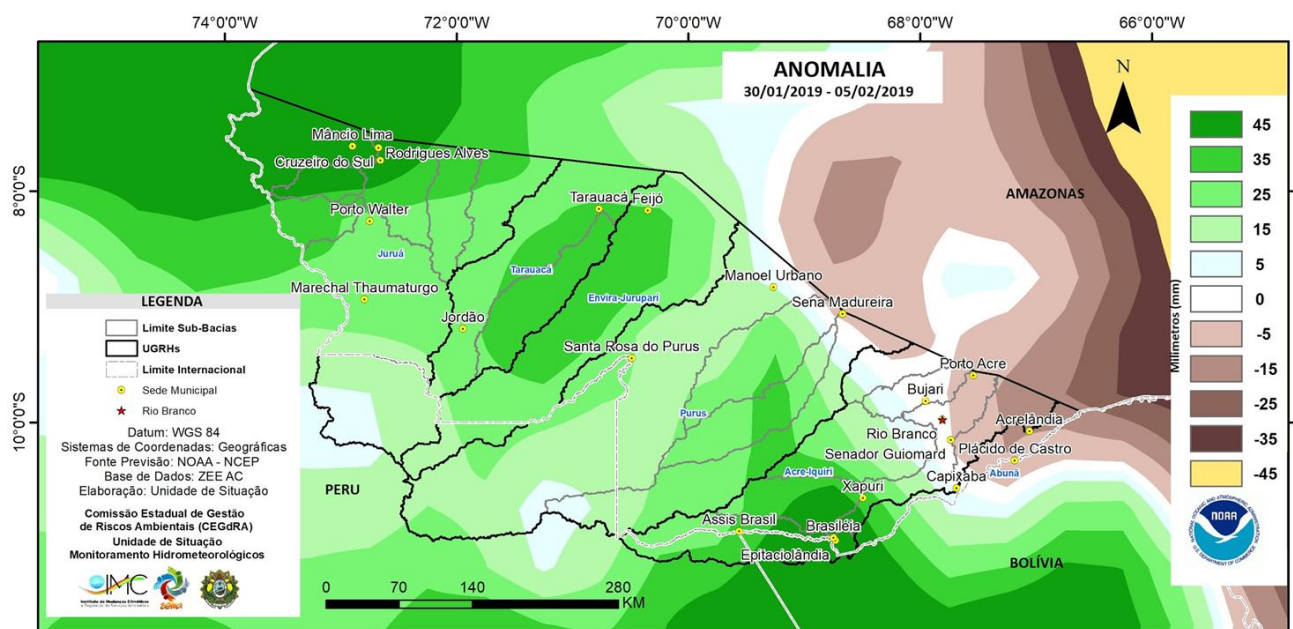 74°0'0"W 72°0'0"W 70°0'0"W 68°0'0"W 66°0'0"W
ANOMALIA
30/01/2019 - 05/02/2019
N
8°0'0"S
10°0'0"S
Mâncio Lima
Cruzeiro do Sul
Rodrigues Alves
Porto Walter
Juruá
Marechal Thaumaturgo
Jordão
Tarauacá
Feijó
Tarauacá
Envira-Jurupari
Santa Rosa do Purus
Manoel Urbano
Sena Madureira
Purus
Porto Acre
Bujari
Rio Branco
Senador Guiomard
Acrelândia
Plácido de Castro
Abunã
Capixaba
Acre-Iquiri
Xapuri
Assis Brasil
Brasiléia
Epitaciolândia
AMAZONAS
PERU
BOLÍVIA
LEGENDA
Limite Sub-Bacias
UGRHs
Limite Internacional
Sede Municipal
Rio Branco
Datum: WGS 84
Sistemas de Coordenadas: Geográficas
Fonte Previsão: NOAA - NCEP
Base de Dados: ZEE AC
Elaboração: Unidade de Situação
Comissão Estadual de Gestão
de Riscos Ambientais (CEGdRA)
Unidade de Situação
Monitoramento Hidrometeorológicos
IMC
0 70 140 280
KM
Milímetros (mm)
45
35
25
15
5
0
-5
-15
-25
-35
-45
NOAA